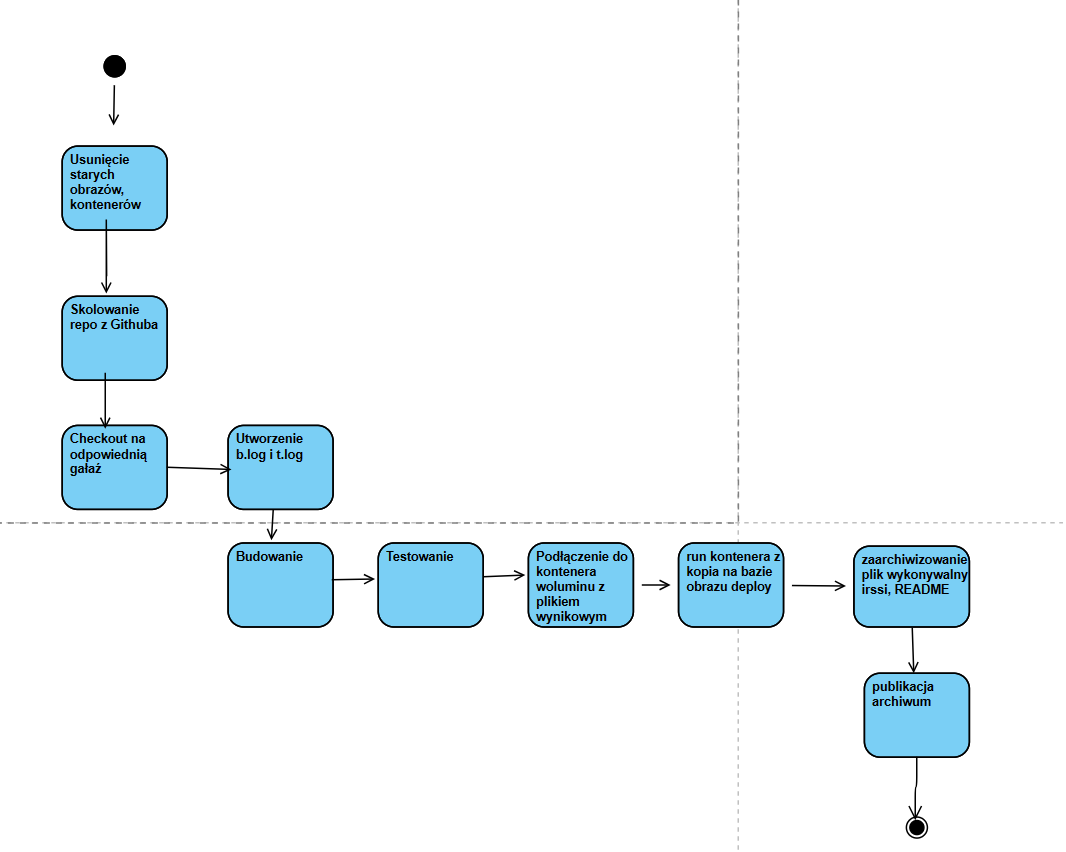 Usunięcie
starych
obrazów,
kontenerów
Skolowanie
repo z Githuba
Checkout na
odpowiednią
gałaź
Utworzenie
b.log i t.log
Budowanie
Testowanie
Podłączenie do
kontenera
woluminu z
plikiem
wynikowym
run kontenera z
kopia na bazie
obrazu deploy
zaarchiwizowanie
plik wykonywalny
irssi, README
publikacja
archiwum